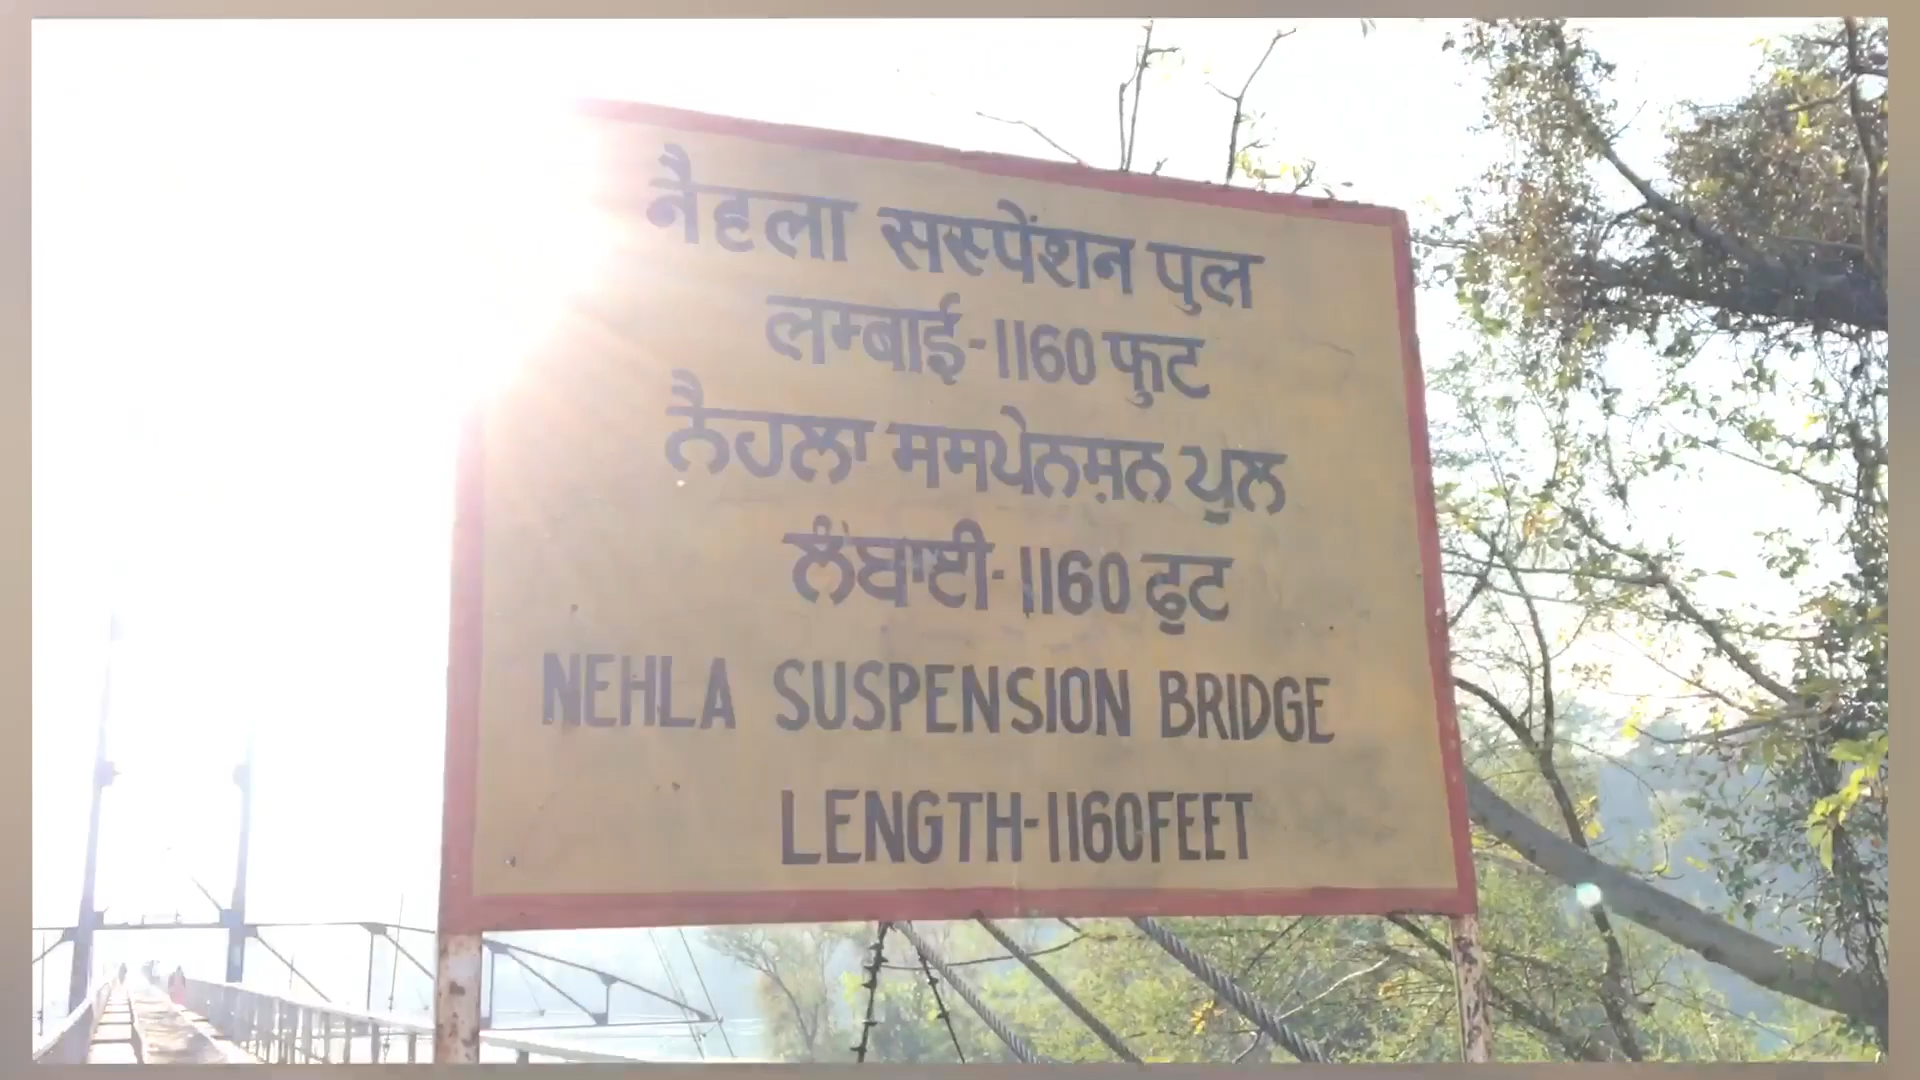 नैहला सस्पेंशन पुल
लम्बाई-1160 फुट
ਨੈਹਲਾ ਸਸਪੇਨਸ਼ਨ ਪੁਲ
ਲੰਬਾਈ-1160 ਫੁਟ
NEHLA SUSPENSION BRIDGE
LENGTH-1160FEET